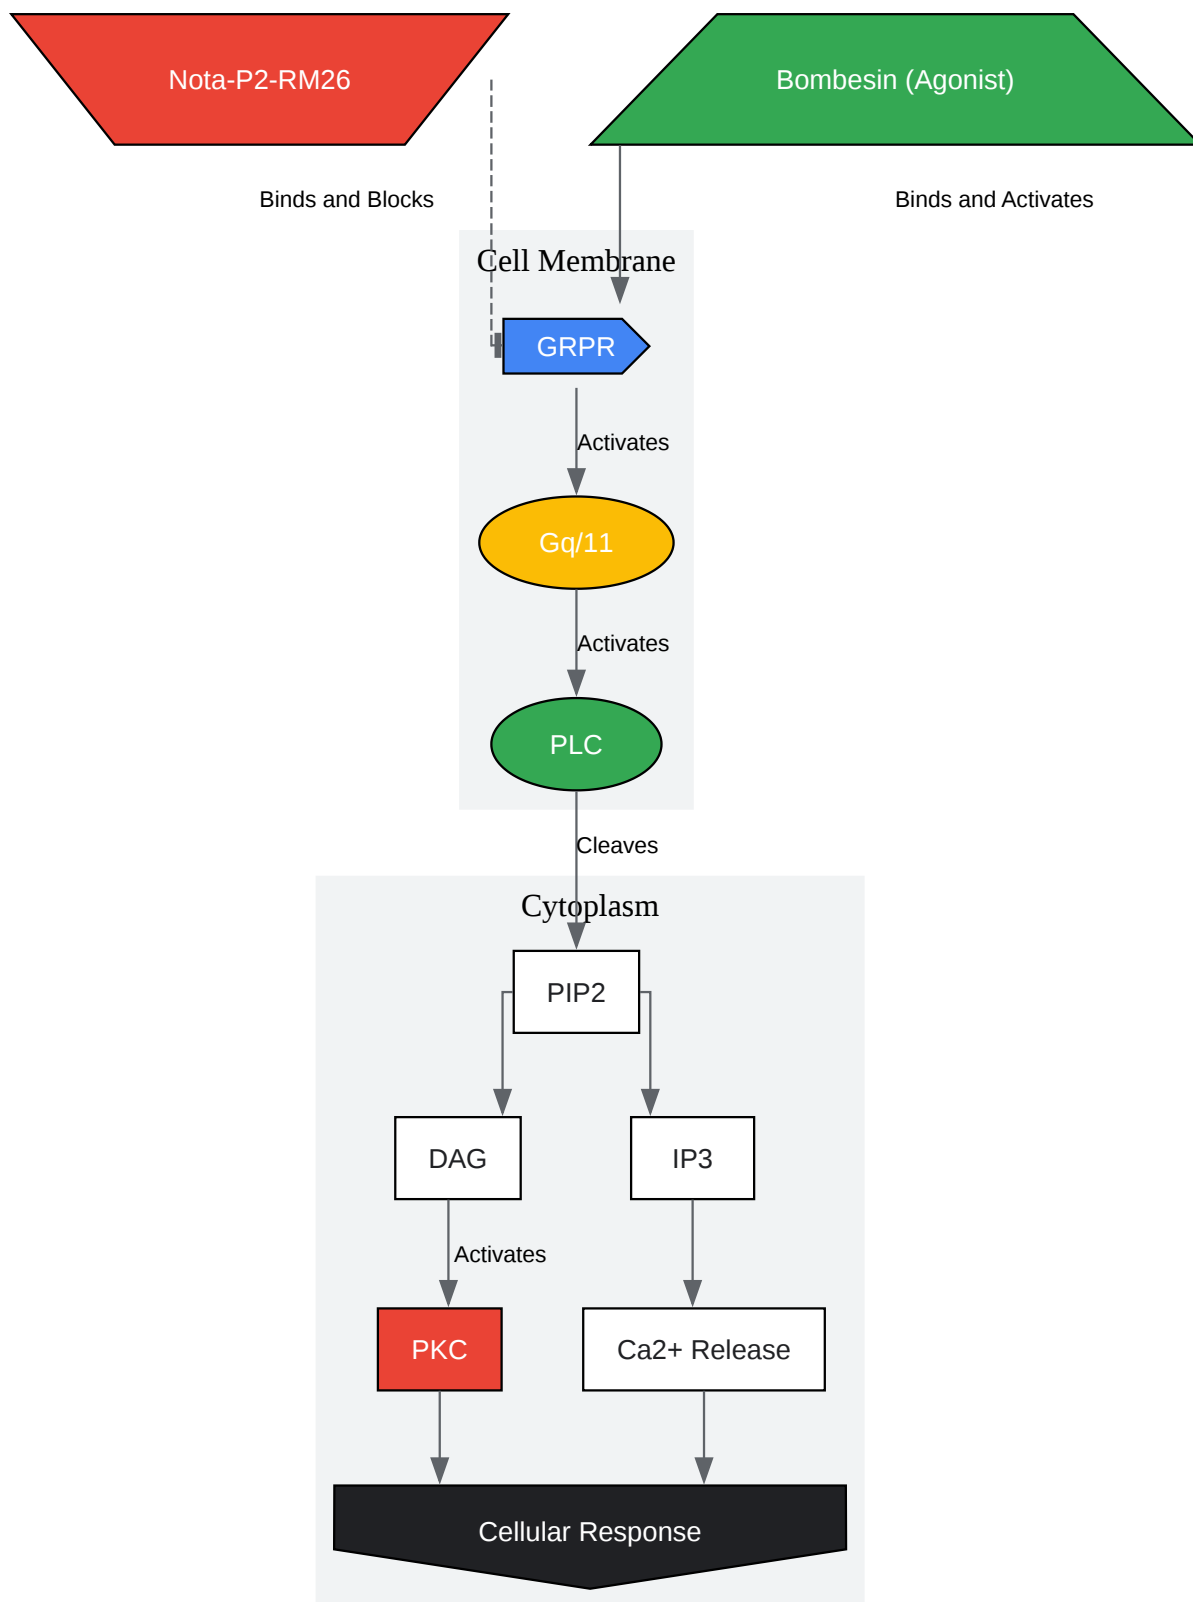 Nota-P2-RM26
Bombesin (Agonist)
Binds and Blocks
Binds and Activates
Cell Membrane
GRPR
Activates
Gq/11
Activates
PLC
Cleaves
Cytoplasm
PIP2
DAG
IP3
Activates
PKC
Ca2+ Release
Cellular Response